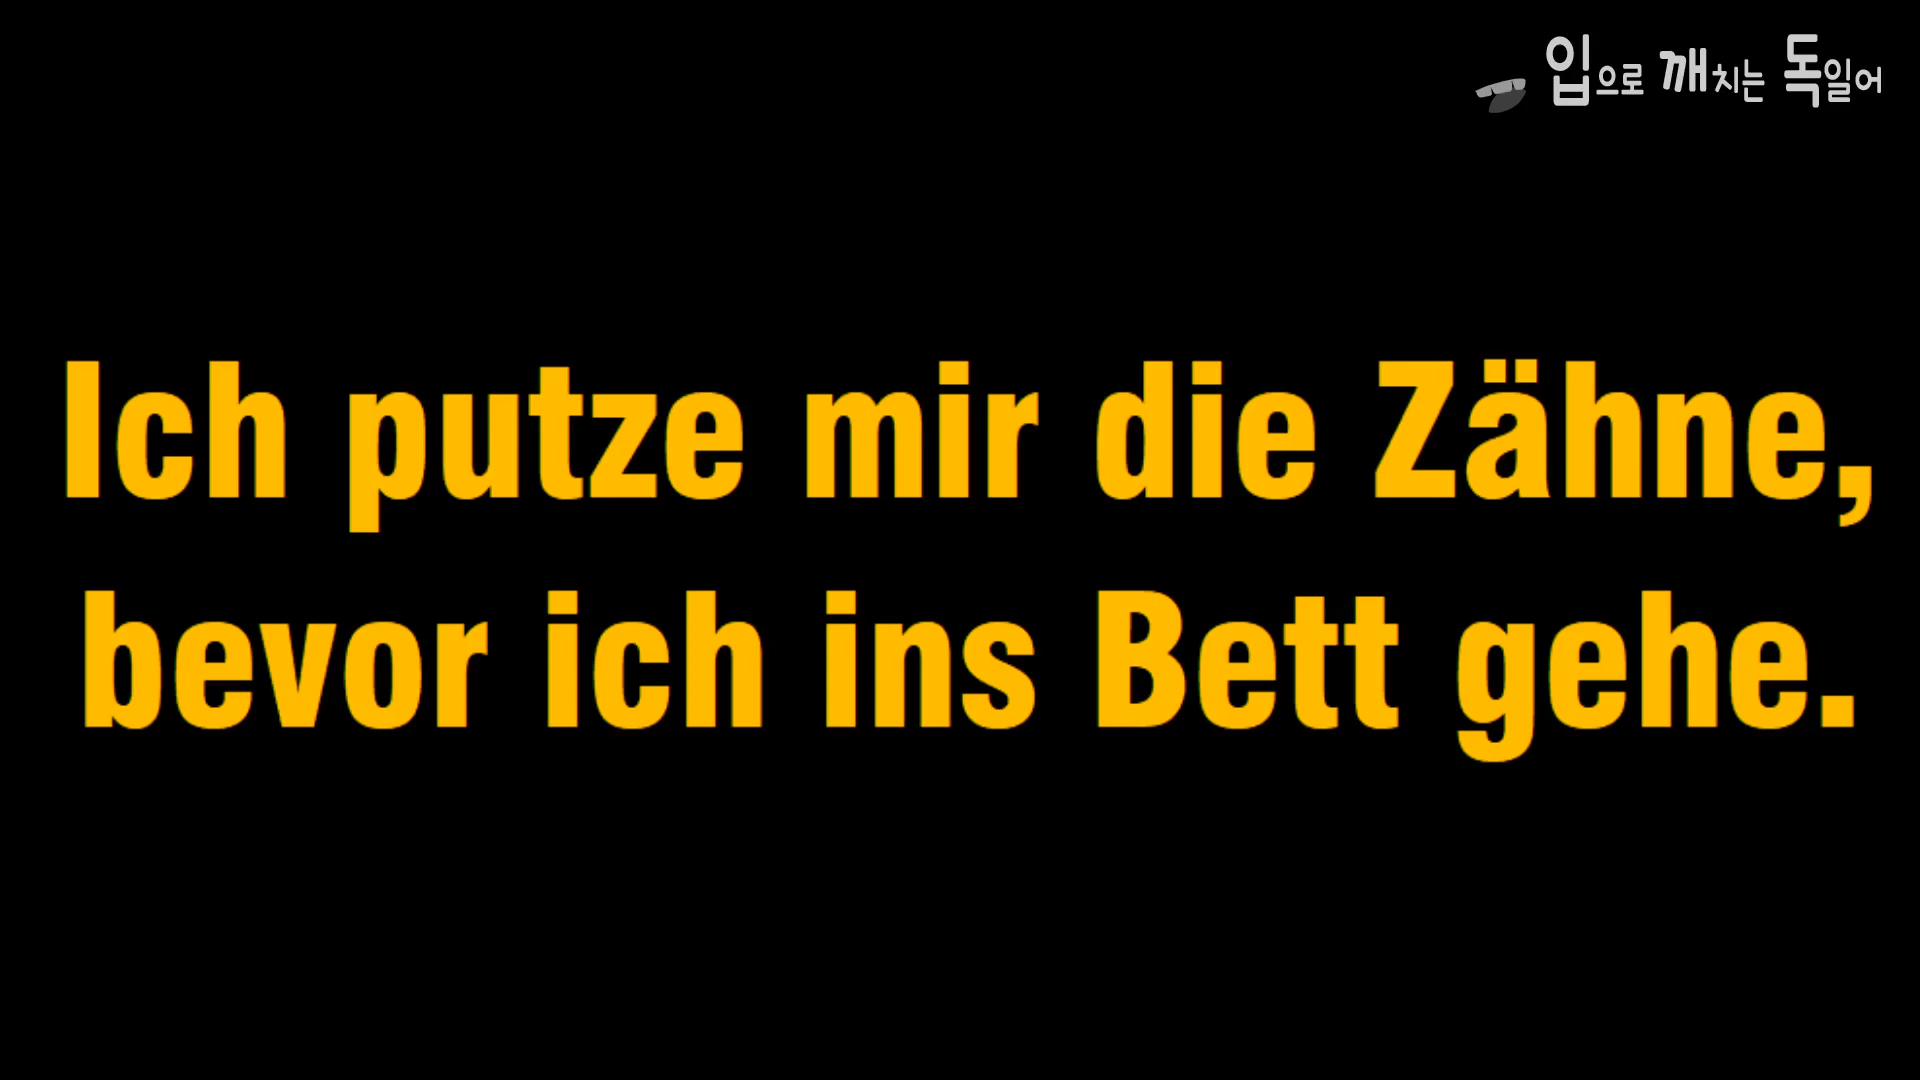 입으로 깨치는 독일어
Ich putze mir die Zähne,
bevor ich ins Bett gehe.